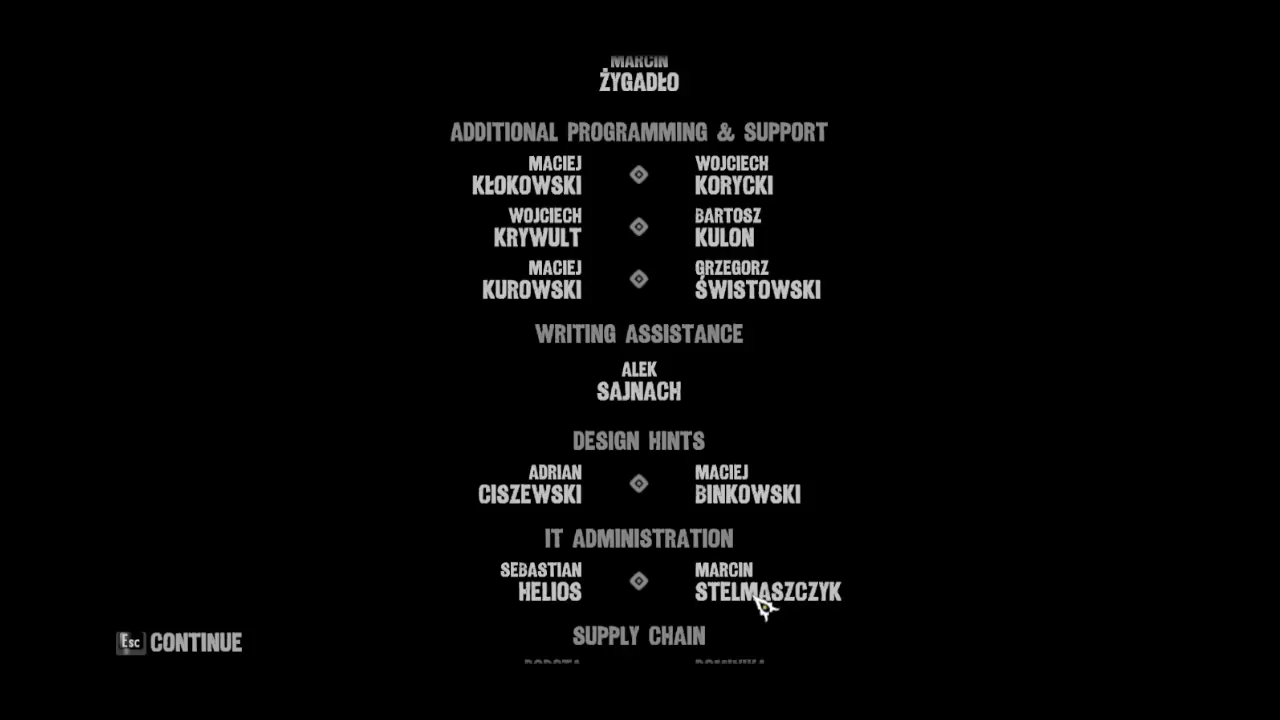 MARCIN
ŻYGADŁO
ADDITIONAL PROGRAMMING & SUPPORT
MACIEJ WOJCIECH
KŁOKOWSKI KORYCKI
WOJCIECH BARTOSZ
KRYWULT KULON
MACIEJ GRZEGORZ
KUROWSKI ŚWISTOWSKI
WRITING ASSISTANCE
ALEK
SAJNACH
DESIGN HINTS
ADRIAN MACIEJ
CISZEWSKI BINKOWSKI
IT ADMINISTRATION
SEBASTIAN MARCIN
HELIOS STELMASZCZYK
Esc CONTINUE
SUPPLY CHAIN